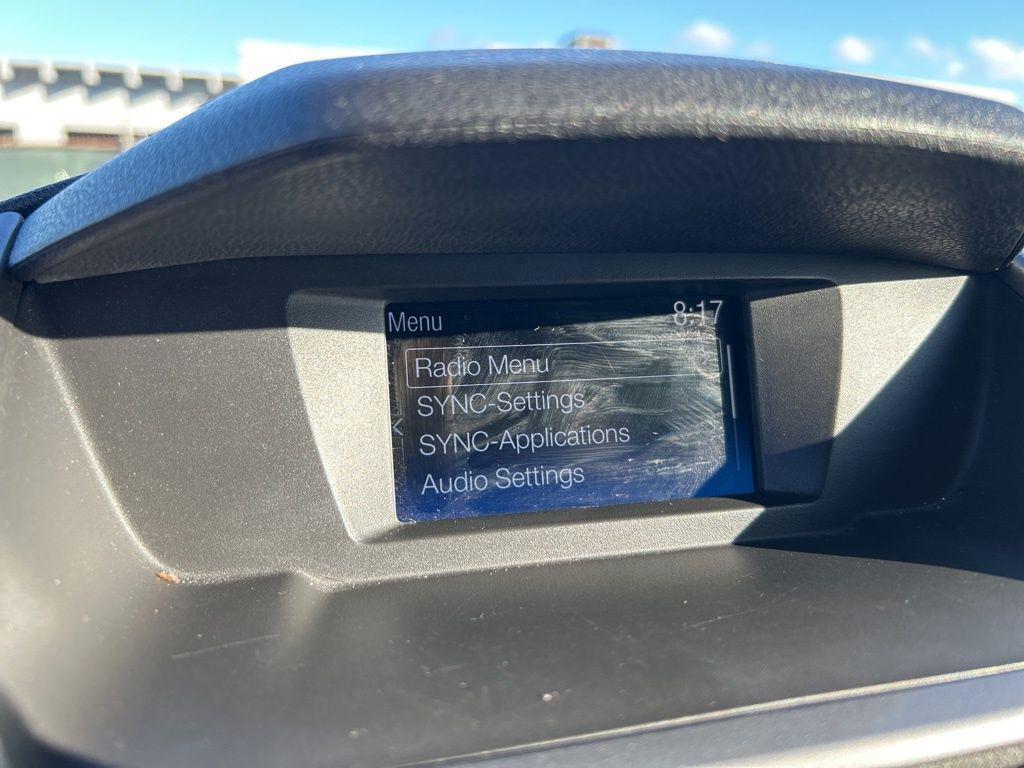 Menu 8:17
Radio Menu
SYNC-Settings
SYNC-Applications
Audio Settings